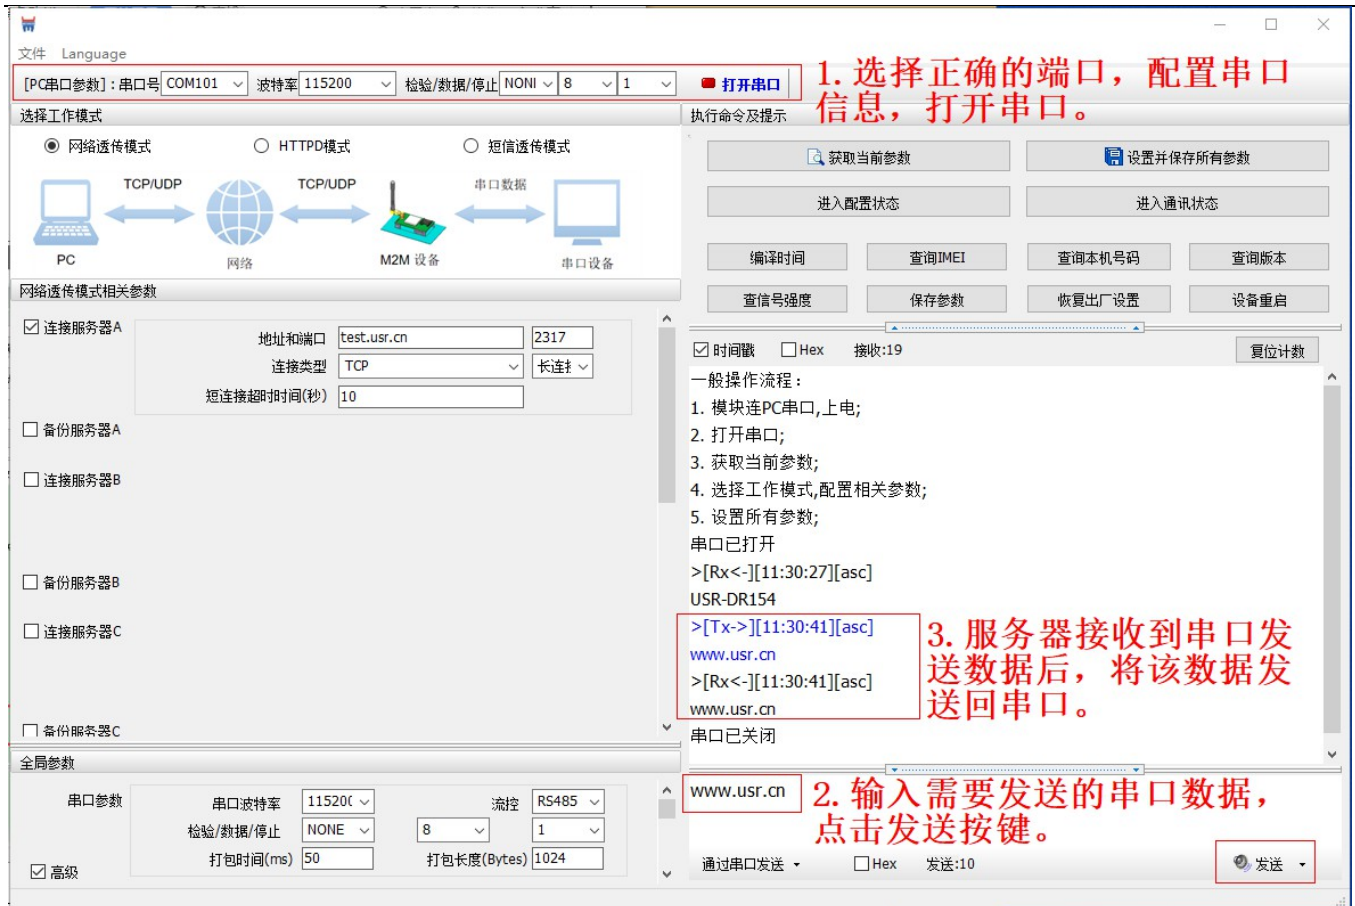 文件 Language
[PC串口参数]：串口号 COM101 波特率 115200 检验/数据/停止 NONI 8 1 打开串口
1. 选择正确的端口，配置串口
信息，打开串口。
选择工作模式
网络透传模式 HTTPD模式 短信透传模式
TCP/UDP TCP/UDP 串口数据
PC 网络 M2M 设备 串口设备
网络透传模式相关参数
连接服务器A
地址和端口 test.usr.cn 2317
连接类型 TCP 长连接
短连接超时时间(秒) 10
备份服务器A
连接服务器B
备份服务器B
连接服务器C
备份服务器C
全局参数
串口参数 串口波特率 11520( 流控 RS485
检验/数据/停止 NONE 8 1
打包时间(ms) 50 打包长度(Bytes) 1024
高级
执行命令及提示
获取当前参数 设置并保存所有参数
进入配置状态 进入通讯状态
编译时间 查询IMEI 查询本机号码 查询版本
查信号强度 保存参数 恢复出厂设置 设备重启
时间戳 Hex 接收:19 复位计数
一般操作流程：
1. 模块连PC串口,上电;
2. 打开串口;
3. 获取当前参数;
4. 选择工作模式,配置相关参数;
5. 设置所有参数;
串口已打开
>[Rx<-][11:30:27][asc]
USR-DR154
>[Tx->][11:30:41][asc]
www.usr.cn
>[Rx<-][11:30:41][asc]
www.usr.cn
串口已关闭
3. 服务器接收到串口发
送数据后，将该数据发
送回串口。
www.usr.cn
2. 输入需要发送的串口数据，
点击发送按键。
通过串口发送 Hex 发送:10 发送